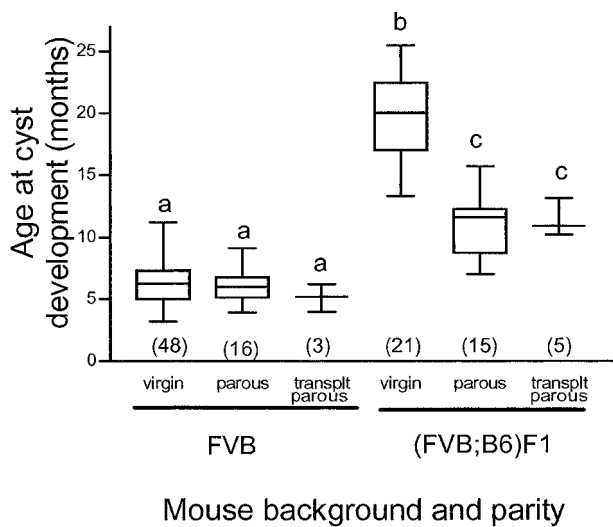 Age at cyst
development (months)
25
20
15
10
5
0
a
a
a
b
c
c
(48)
(16)
(3)
(21)
(15)
(5)
virgin
parous
transplt
parous
virgin
parous
transplt
parous
FVB
(FVB;B6)F1
Mouse background and parity